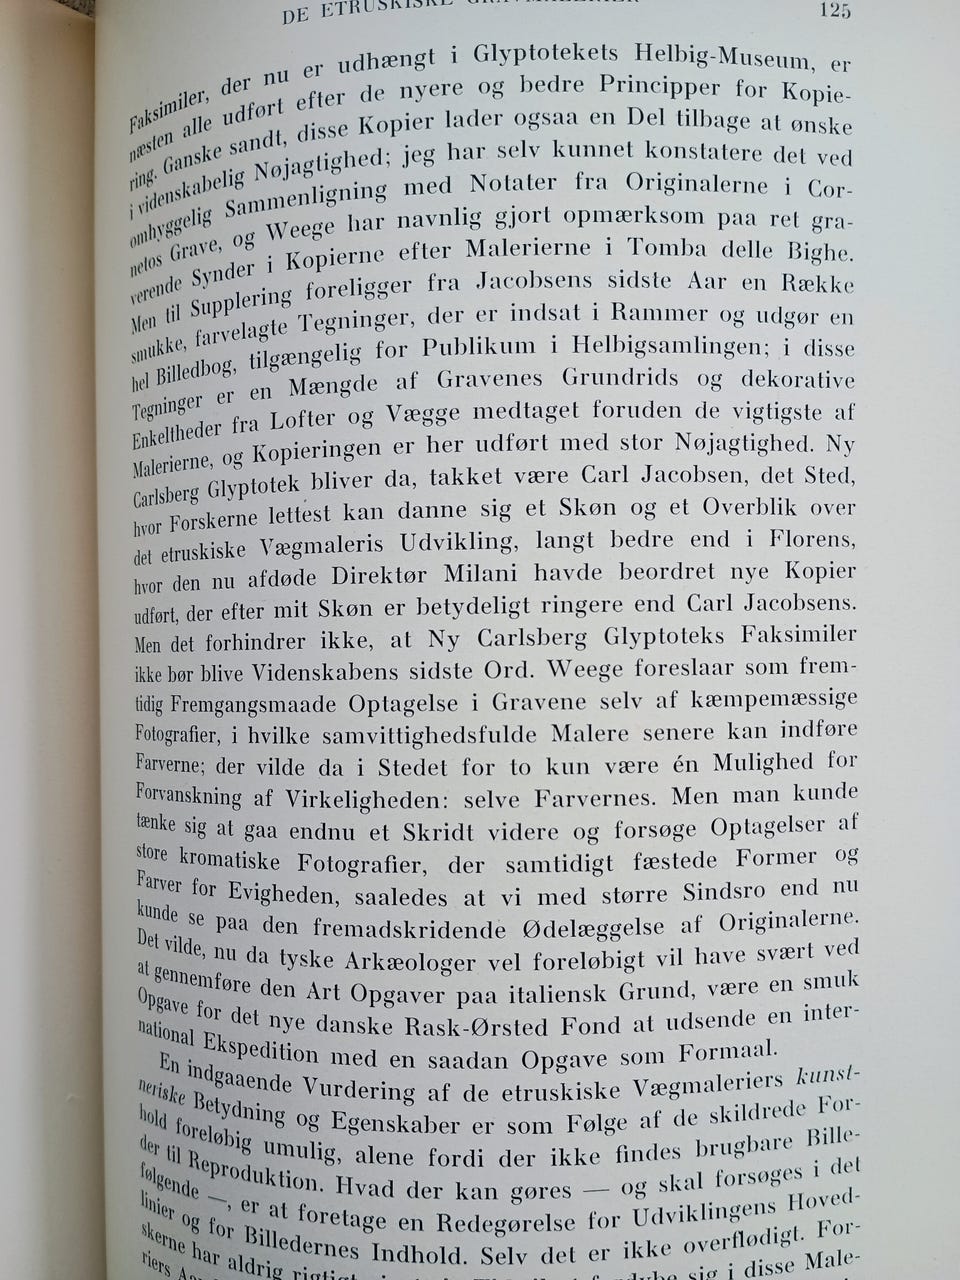 DE ETRUSKISKE GRAVMALERIER 125
Faksimiler, der nu er udhængt i Glyptotekets Helbig-Museum, er
næsten alle udført efter de nyere og bedre Principper for Kopie-
ring. Ganske sandt, disse Kopier lader ogsaa en Del tilbage at ønske
i videnskabelig Nøjagtighed; jeg har selv kunnet konstatere det ved
omhyggelig Sammenligning med Notater fra Originalerne i Cor-
netos Grave, og Weege har navnlig gjort opmærksom paa ret gra-
verende Synder i Kopierne efter Malerierne i Tomba delle Bighe.
Men til Supplering foreligger fra Jacobsens sidste Aar en Række
smukke, farvelagte Tegninger, der er indsat i Rammer og udgør en
hel Billedbog, tilgængelig for Publikum i Helbigsamlingen; i disse
Tegninger er en Mængde af Gravenes Grundrids og dekorative
Enkeltheder fra Lofter og Vægge medtaget foruden de vigtigste af
Malerierne, og Kopieringen er her udført med stor Nøjagtighed. Ny
Carlsberg Glyptotek bliver da, takket være Carl Jacobsen, det Sted,
hvor Forskerne lettest kan danne sig et Skøn og et Overblik over
det etruskiske Vægmaleris Udvikling, langt bedre end i Florens,
hvor den nu afdøde Direktør Milani havde beordret nye Kopier
udført, der efter mit Skøn er betydeligt ringere end Carl Jacobsens.
Men det forhindrer ikke, at Ny Carlsberg Glyptoteks Faksimiler
ikke bør blive Videnskabens sidste Ord. Weege foreslaar som frem-
tidig Fremgangsmaade Optagelse i Gravene selv af kæmpemæssige
Fotografier, i hvilke samvittighedsfulde Malere senere kan indføre
Farverne; der vilde da i Stedet for to kun være én Mulighed for
Forvanskning af Virkeligheden: selve Farvernes. Men man kunde
tænke sig at gaa endnu et Skridt videre og forsøge Optagelser af
store kromatiske Fotografier, der samtidigt fæstede Former og
Farver for Evigheden, saaledes at vi med større Sindsro end nu
kunde se paa den fremadskridende Ødelæggelse af Originalerne.
Det vilde, nu da tyske Arkæologer vel foreløbigt vil have svært ved
at gennemføre den Art Opgaver paa italiensk Grund, være en smuk
Opgave for det nye danske Rask-Ørsted Fond at udsende en inter-
national Ekspedition med en saadan Opgave som Formaal.
En indgaaende Vurdering af de etruskiske Vægmaleriers kunst-
neriske Betydning og Egenskaber er som Følge af de skildrede For-
hold foreløbig umulig, alene fordi der ikke findes brugbare Bille-
der til Reproduktion. Hvad der kan gøres — og skal forsøges i det
følgende —, er at foretage en Redegørelse for Udviklingens Hoved-
linier og for Billedernes Indhold. Selv det er ikke overflødigt. For-
skerne har aldrig rigtigt sig i disse Male-
riers